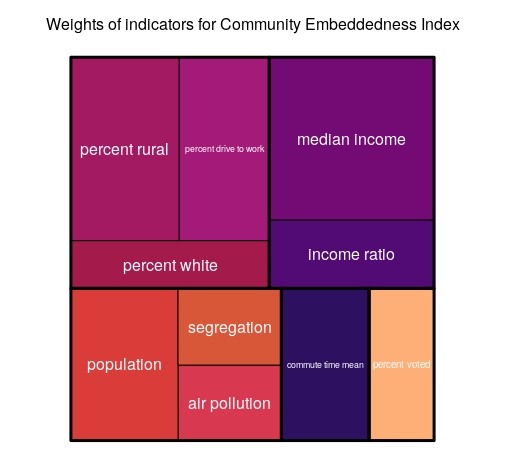 Weights of indicators for Community Embeddedness Index
percent rural
percent drive to work
median income
percent white
income ratio
population
segregation
air pollution
commute time mean
percent voted